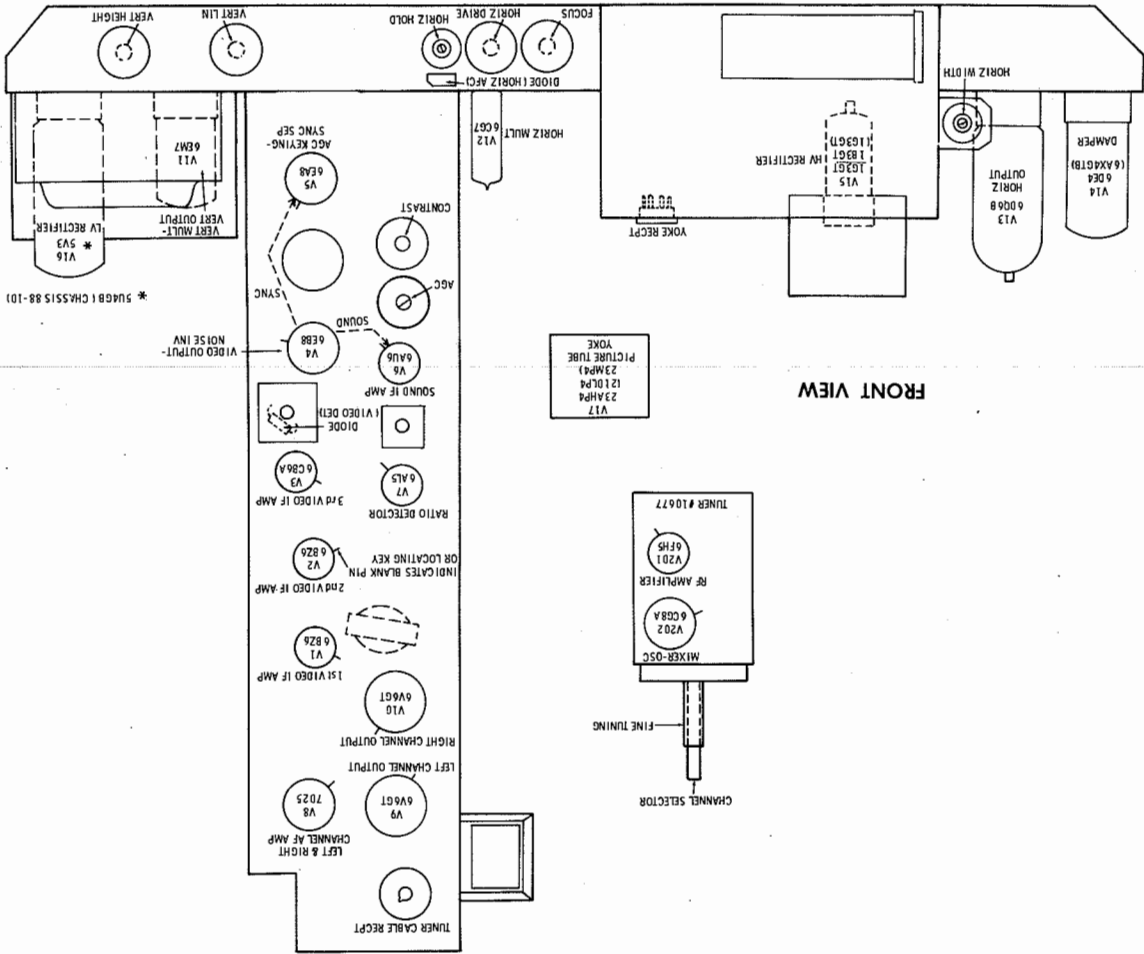 TUNER CABLE RECPT
LEFT & RIGHT
CHANNEL AF AMP
V8
7025
V9
6V6GT
LEFT CHANNEL OUTPUT
CHANNEL SELECTOR
FINE TUNING
RIGHT CHANNEL OUTPUT
V10
6V6GT
1st VIDEO IF AMP
V1
6BZ6
MIXER-OSC
V202
6CG8A
RF AMPLIFIER
V201
6FH5
TUNER #10677
2nd VIDEO IF AMP
V2
6BZ6
INDICATES BLANK PIN
OR LOCATING KEY
RATIO DETECTOR
V7
6AL5
3rd VIDEO IF AMP
V3
6CB6A
DIODE
(VIDEO DET)
FRONT VIEW
V17
23AHP4
(21DLP4
23MP4)
PICTURE TUBE
YOKE
SOUND IF AMP
V6
6AU6
SOUND
V4
6EB8
VIDEO OUTPUT-
NOISE INV
SYNC
AGC
CONTRAST
* 5U4GB (CHASSIS 88-10)
V16
5V3 *
LV RECTIFIER
VERT MULT-
VERT OUTPUT
V11
6EM7
V5
6EA8
AGC KEYING-
SYNC SEP
YOKE RECPT
V13
6DQ6B
HORIZ
OUTPUT
V14
6DE4
(6AX4GTB)
DAMPER
V15
1G3GT
1B3GT
(1G3GT)
HV RECTIFIER
V12
6CG7
HORIZ MULT
HORIZ WIDTH
DIODE (HORIZ AFC)
FOCUS
HORIZ DRIVE
HORIZ HOLD
VERT LIN
VERT HEIGHT